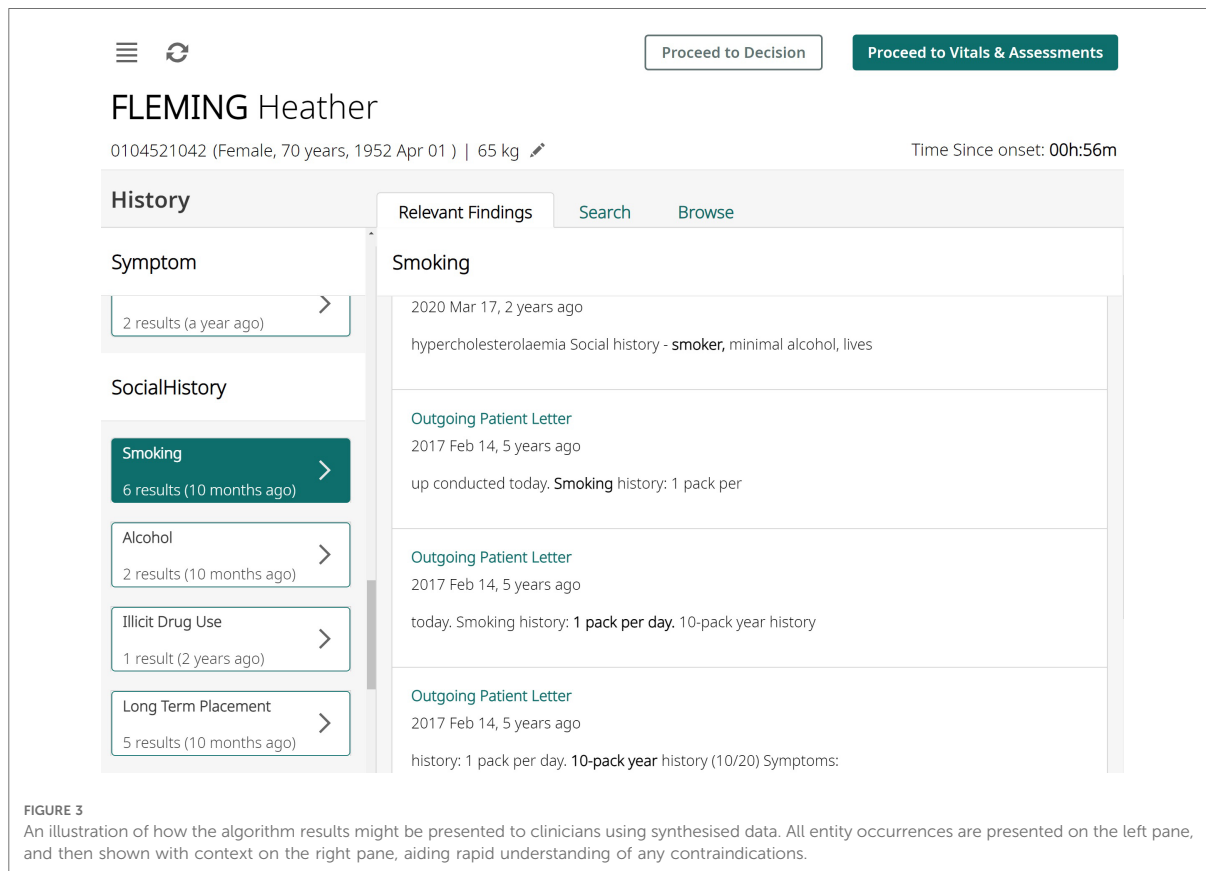 Proceed to Decision
Proceed to Vitals & Assessments
FLEMING Heather
0104521042 (Female, 70 years, 1952 Apr 01 ) | 65 kg
Time Since onset: 00h:56m
History
Relevant Findings
Search
Browse
Symptom
2 results (a year ago)
SocialHistory
Smoking
6 results (10 months ago)
Alcohol
2 results (10 months ago)
Illicit Drug Use
1 result (2 years ago)
Long Term Placement
5 results (10 months ago)
Smoking
2020 Mar 17, 2 years ago
hypercholesterolaemia Social history - smoker, minimal alcohol, lives
Outgoing Patient Letter
2017 Feb 14, 5 years ago
up conducted today. Smoking history: 1 pack per
Outgoing Patient Letter
2017 Feb 14, 5 years ago
today. Smoking history: 1 pack per day. 10-pack year history
Outgoing Patient Letter
2017 Feb 14, 5 years ago
history: 1 pack per day. 10-pack year history (10/20) Symptoms:
FIGURE 3
An illustration of how the algorithm results might be presented to clinicians using synthesised data. All entity occurrences are presented on the left pane,
and then shown with context on the right pane, aiding rapid understanding of any contraindications.